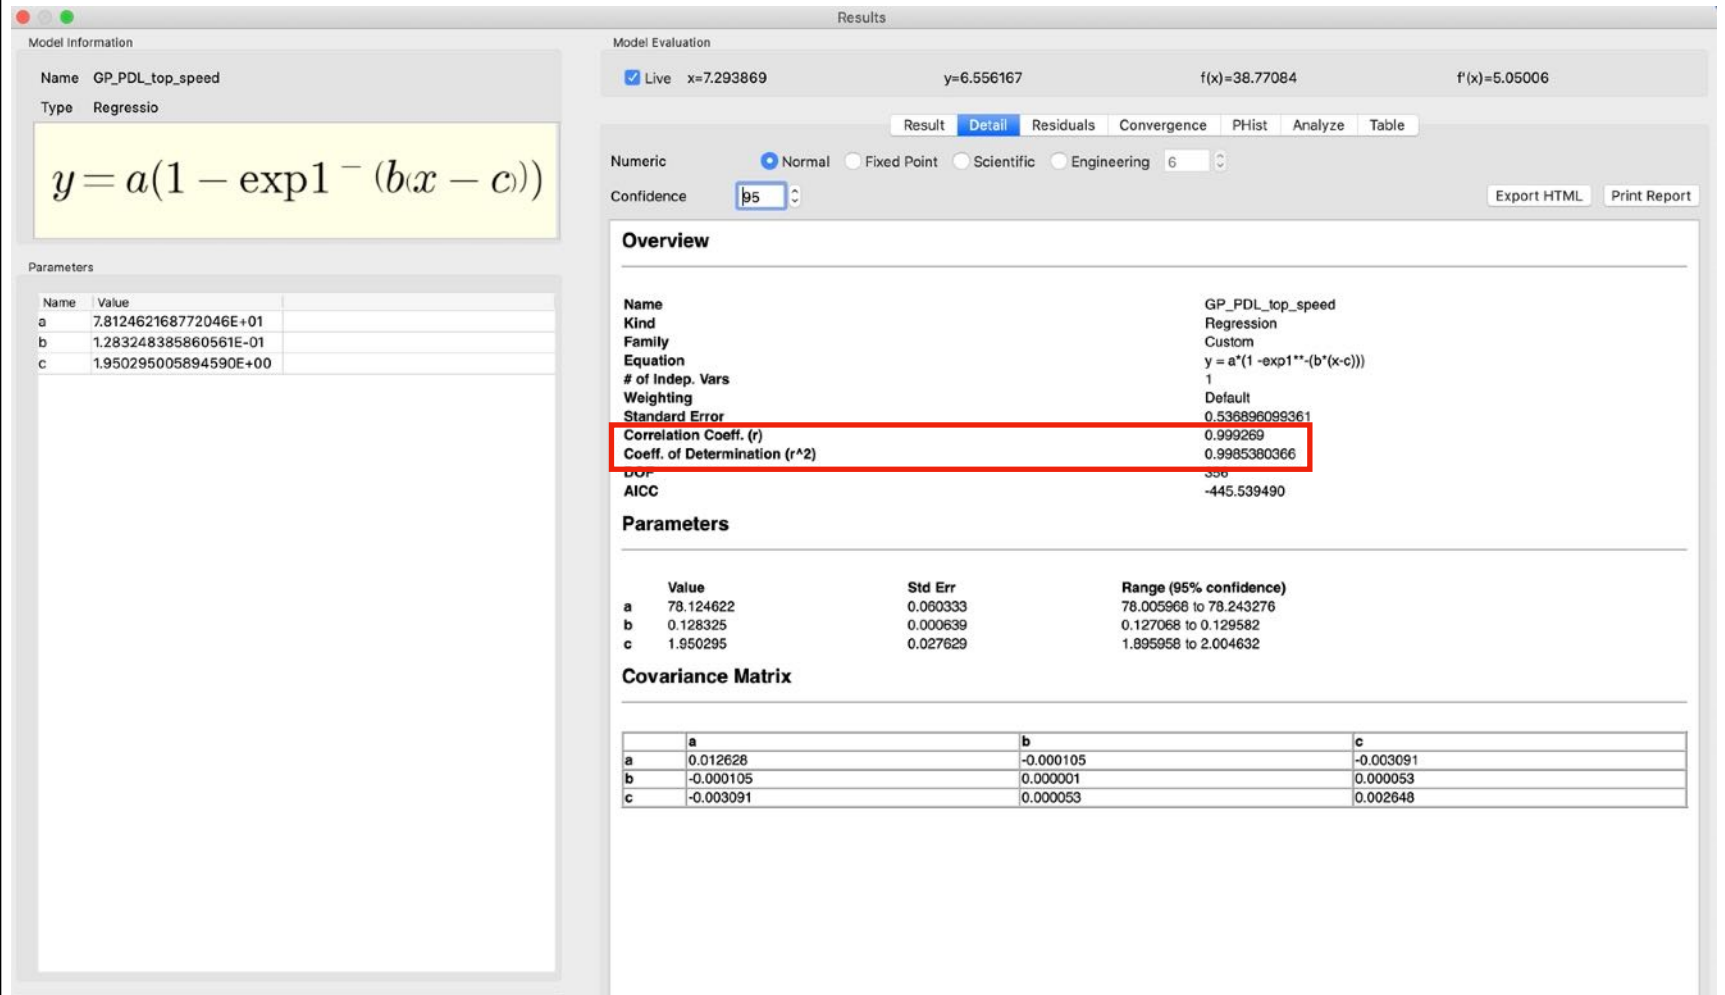 Results
Model Information
Name GP_PDL_top_speed
Type Regressio
y = a(1 − exp1 − (b(x − c)))
Parameters
Name Value
a 7.812462168772046E+01
b 1.283248385860561E-01
c 1.950295005894590E+00
Model Evaluation
Live x=7.293869 y=6.556167 f(x)=38.77084 f'(x)=5.05006
Result Detail Residuals Convergence PHist Analyze Table
Numeric Normal Fixed Point Scientific Engineering 6
Confidence 95 Export HTML Print Report
Overview
Name GP_PDL_top_speed
Kind Regression
Family Custom
Equation y = a*(1 -exp1**-(b*(x-c)))
# of Indep. Vars 1
Weighting Default
Standard Error 0.536896099361
Correlation Coeff. (r) 0.999269
Coeff. of Determination (r^2) 0.9985380366
DOF 356
AICC -445.539490
Parameters
Value Std Err Range (95% confidence)
a 78.124622 0.060333 78.005968 to 78.243276
b 0.128325 0.000639 0.127068 to 0.129582
c 1.950295 0.027629 1.895958 to 2.004632
Covariance Matrix
a b c
a 0.012628 -0.000105 -0.003091
b -0.000105 0.000001 0.000053
c -0.003091 0.000053 0.002648